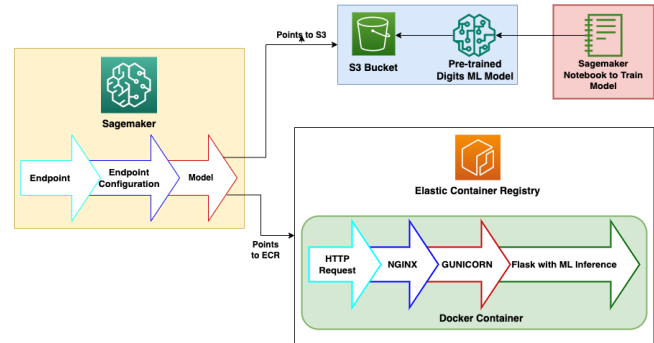 Points to S3
S3 Bucket
Pre-trained
Digits ML Model
Sagemaker
Notebook to Train
Model
Sagemaker
Endpoint
Endpoint
Configuration
Model
Points
to ECR
Elastic Container Registry
HTTP
Request
NGINX
GUNICORN
Flask with ML Inference
Docker Container